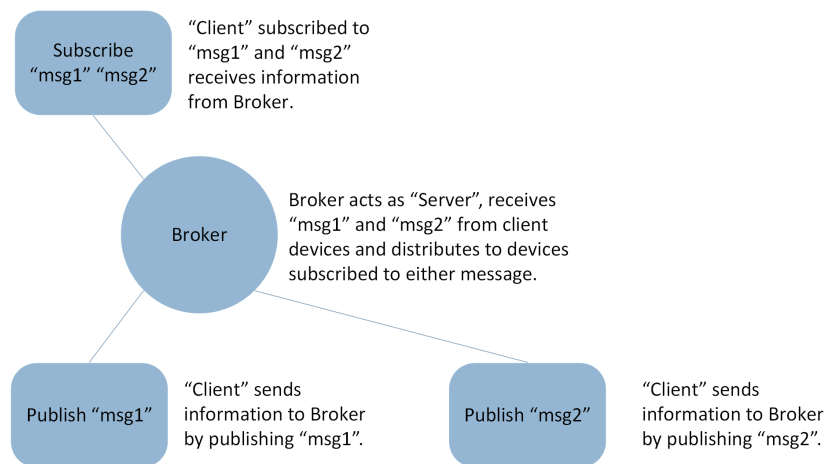 Subscribe
“msg1” “msg2”
“Client” subscribed to
“msg1” and “msg2”
receives information
from Broker.
Broker
Broker acts as “Server”, receives
“msg1” and “msg2” from client
devices and distributes to devices
subscribed to either message.
Publish “msg1”
“Client” sends
information to Broker
by publishing “msg1”.
Publish “msg2”
“Client” sends
information to Broker
by publishing “msg2”.